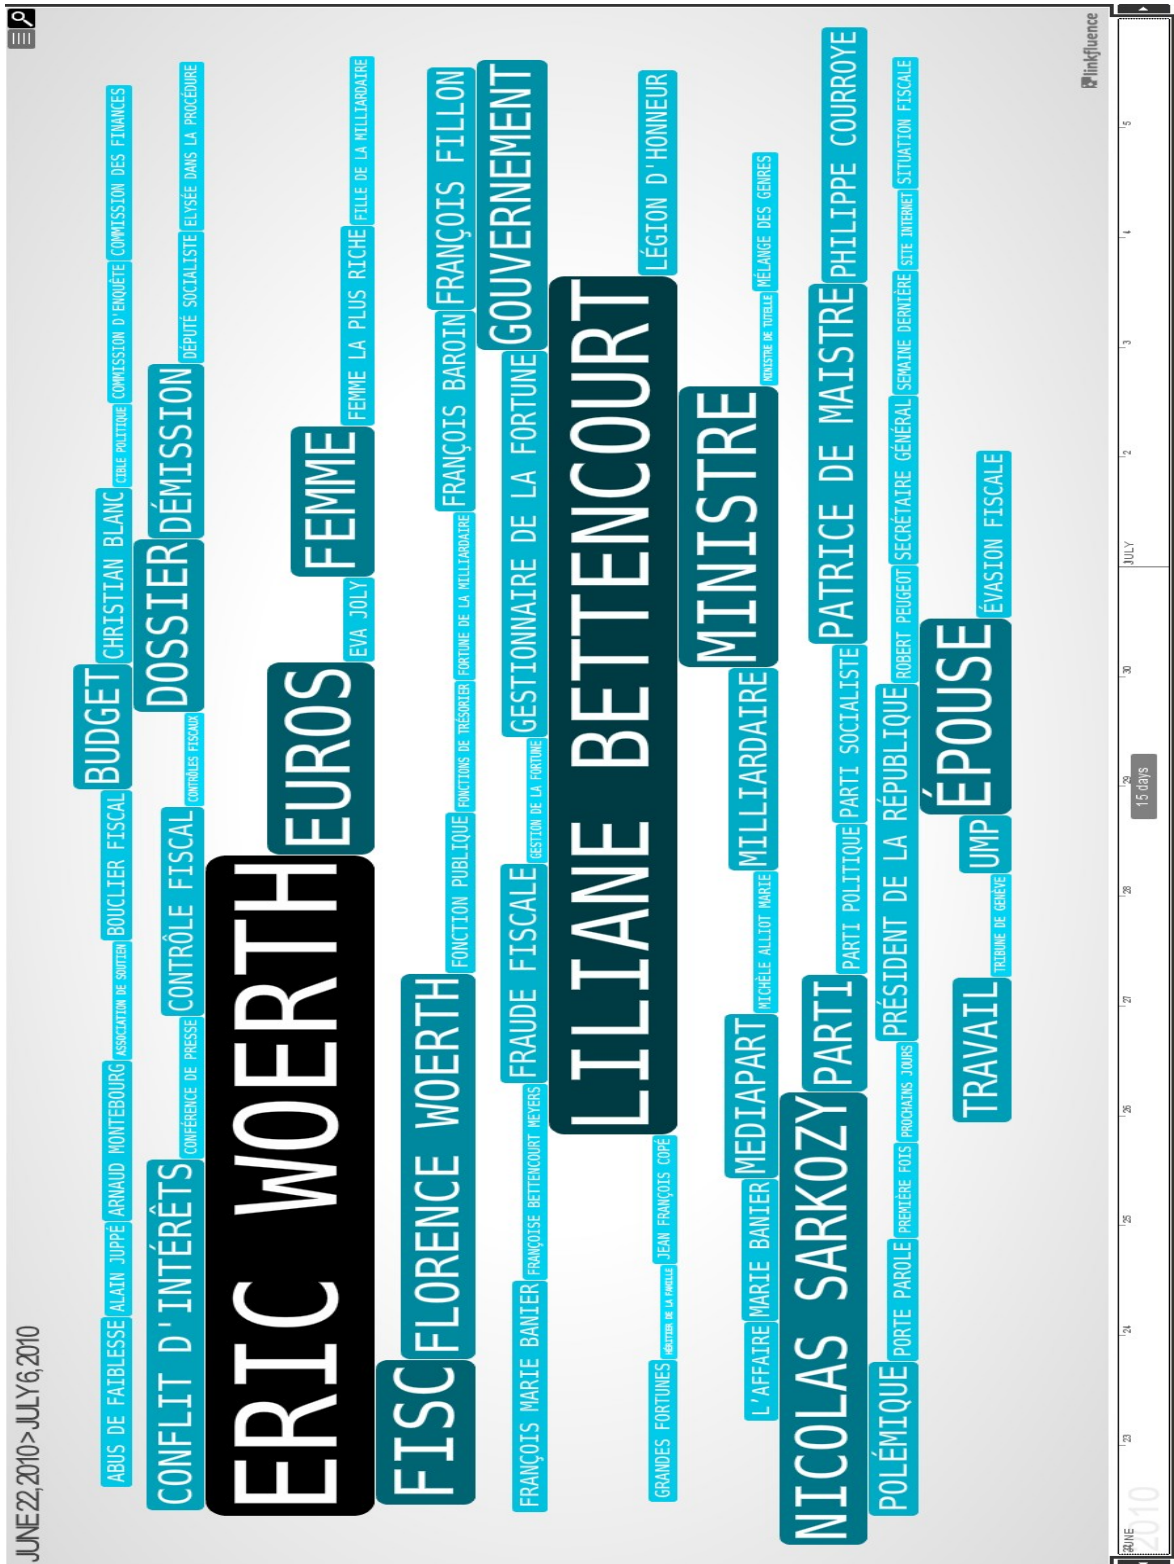 JUNE 22, 2010 > JULY 6, 2010
ABUS DE FAIBLESSE ALAIN JUPPÉ ARNAUD MONTEBOURG ASSOCIATION DE SOUTIEN BOUCLIER FISCAL BUDGET CHRISTIAN BLANC CIBLE POLITIQUE COMMISSION D'ENQUÊTE COMMISSION DES FINANCES
CONFLIT D'INTÉRÊTS CONFÉRENCE DE PRESSE CONTRÔLE FISCAL CONTRÔLES FISCAUX DOSSIER DÉMISSION DÉPUTÉ SOCIALISTE ELYSÉE DANS LA PROCÉDURE
ERIC WOERTH EUROS EVA JOLY FEMME FEMME LA PLUS RICHE FILLE DE LA MILLIARDAIRE
FISC FLORENCE WOERTH FONCTION PUBLIQUE FONCTIONS DE TRÉSORIER FORTUNE DE LA MILLIARDAIRE FRANÇOIS BAROIN FRANÇOIS FILLON
FRANÇOIS MARIE BANIER FRANÇOISE BETTENCOURT MEYERS FRAUDE FISCALE GESTION DE LA FORTUNE GESTIONNAIRE DE LA FORTUNE GOUVERNEMENT
GRANDES FORTUNES HÉRITIER DE LA FAMILLE JEAN FRANÇOIS COPÉ LILIANE BETTENCOURT LÉGION D'HONNEUR
L'AFFAIRE MARIE BANIER MEDIAPART MICHÈLE ALLIOT MARIE MILLIARDAIRE MINISTRE MINISTRE DE TUTELLE MÉLANGE DES GENRES
NICOLAS SARKOZY PARTI PARTI POLITIQUE PARTI SOCIALISTE PATRICE DE MAISTRE PHILIPPE COURROYE
POLÉMIQUE PORTE PAROLE PREMIÈRE FOIS PROCHAINS JOURS PRÉSIDENT DE LA RÉPUBLIQUE ROBERT PEUGEOT SECRÉTAIRE GÉNÉRAL SEMAINE DERNIÈRE SITE INTERNET SITUATION FISCALE
TRAVAIL TRIBUNE DE GENÈVE UMP ÉPOUSE ÉVASION FISCALE
linkfluence
JUNE 23 24 25 26 27 28 29 30 JULY 2 3 4 5
2010 15 days